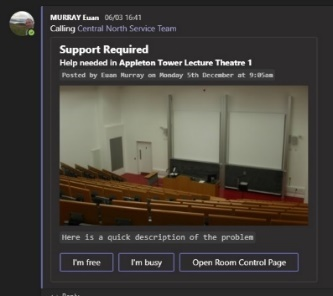 MURRAY Euan 06/03 16:41
Calling Central North Service Team
Support Required
Help needed in Appleton Tower Lecture Theatre 1
Posted by Euan Murray on Monday 5th December at 9:05am
Here is a quick description of the problem
I'm free
I'm busy
Open Room Control Page